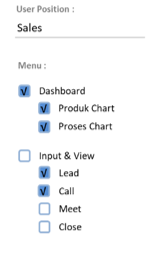 User Position :
Sales
Menu :
V Dashboard
V Produk Chart
V Proses Chart
Input & View
V Lead
V Call
Meet
Close